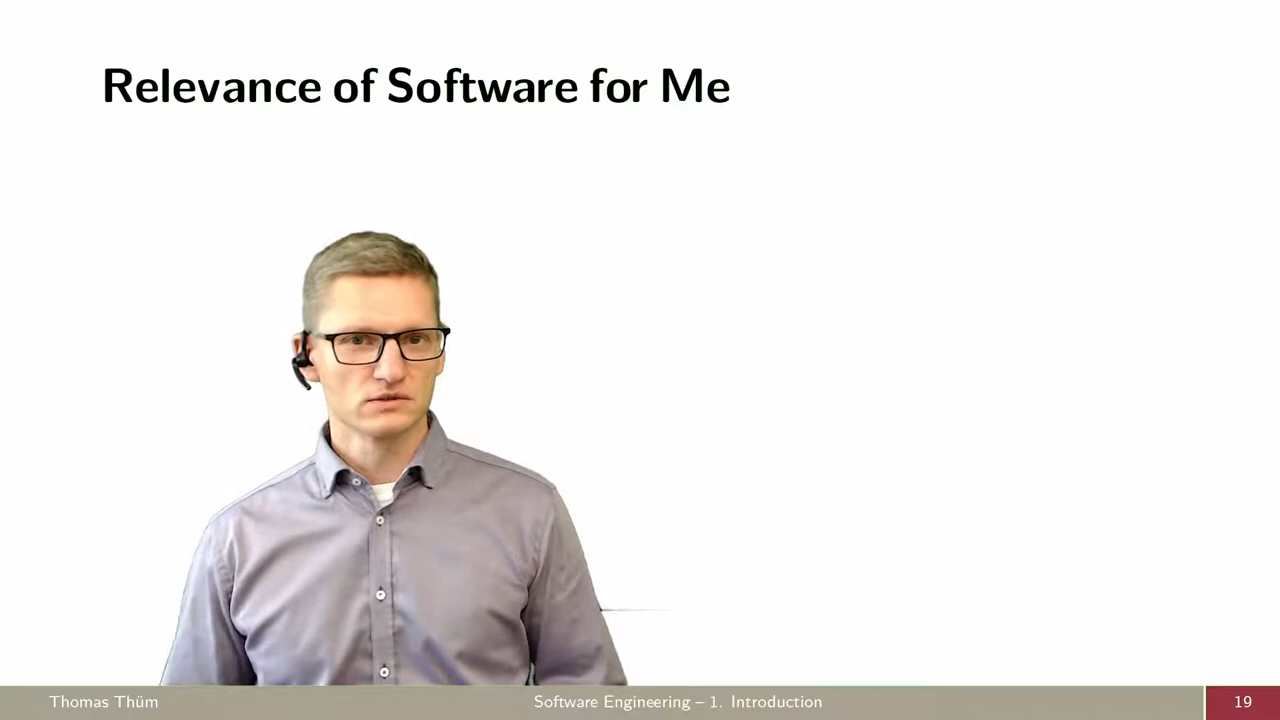 Relevance of Software for Me
Thomas Thüm
Software Engineering – 1. Introduction
19